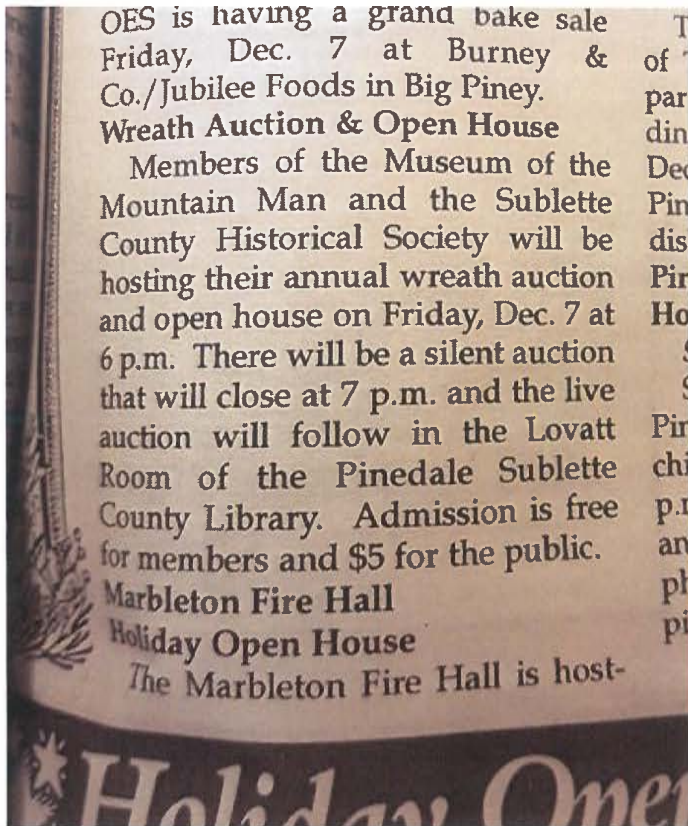 OES is having a grand bake sale
Friday, Dec. 7 at Burney &
Co./Jubilee Foods in Big Piney.
Wreath Auction & Open House
Members of the Museum of the
Mountain Man and the Sublette
County Historical Society will be
hosting their annual wreath auction
and open house on Friday, Dec. 7 at
6 p.m. There will be a silent auction
that will close at 7 p.m. and the live
auction will follow in the Lovatt
Room of the Pinedale Sublette
County Library. Admission is free
for members and $5 for the public.
Marbleton Fire Hall
Holiday Open House
The Marbleton Fire Hall is host-
of
Holiday